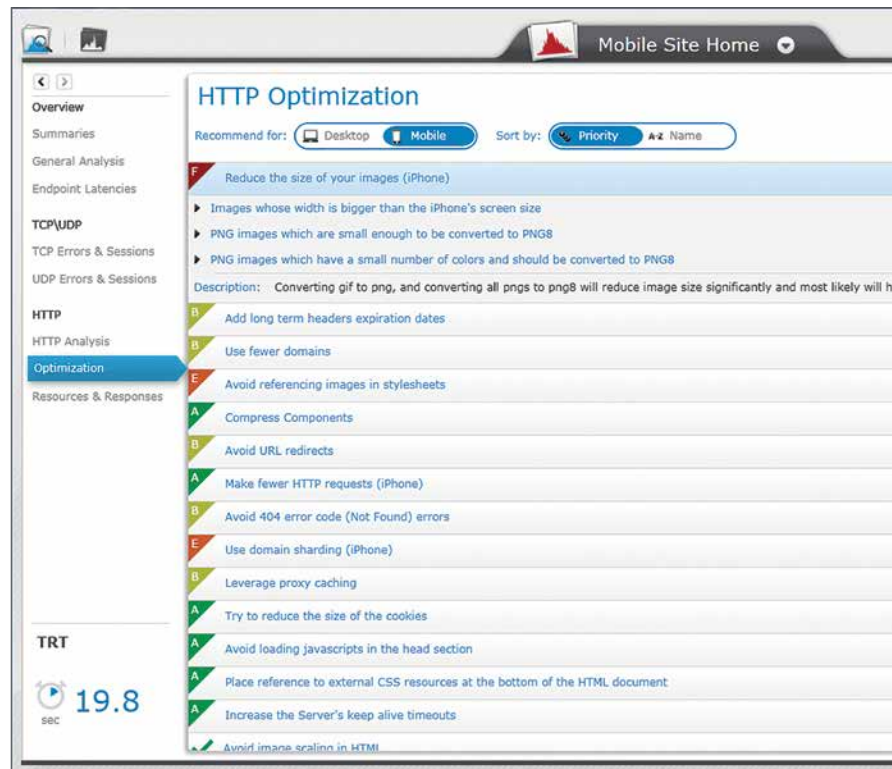 Mobile Site Home
Overview
Summaries
General Analysis
Endpoint Latencies
TCP\UDP
TCP Errors & Sessions
UDP Errors & Sessions
HTTP
HTTP Analysis
Optimization
Resources & Responses
TRT
19.8
sec
HTTP Optimization
Recommend for: Desktop Mobile Sort by: Priority A-Z Name
F Reduce the size of your images (iPhone)
Images whose width is bigger than the iPhone's screen size
PNG images which are small enough to be converted to PNG8
PNG images which have a small number of colors and should be converted to PNG8
Description: Converting gif to png, and converting all pngs to png8 will reduce image size significantly and most likely will h
B Add long term headers expiration dates
B Use fewer domains
E Avoid referencing images in stylesheets
A Compress Components
B Avoid URL redirects
A Make fewer HTTP requests (iPhone)
B Avoid 404 error code (Not Found) errors
E Use domain sharding (iPhone)
B Leverage proxy caching
A Try to reduce the size of the cookies
A Avoid loading javascripts in the head section
A Place reference to external CSS resources at the bottom of the HTML document
A Increase the Server's keep alive timeouts
Avoid image scaling in HTML